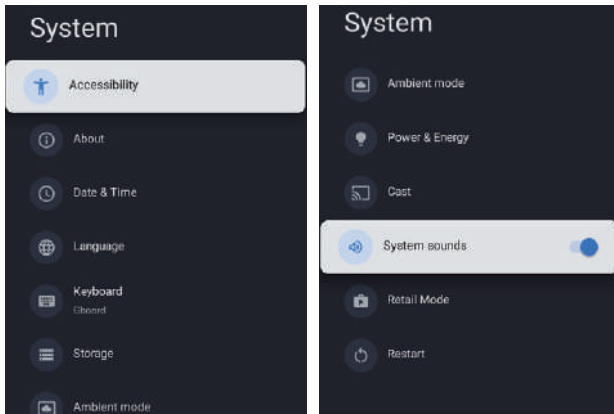 System
Accessibility
About
Date & Time
Language
Keyboard
Gboard
Storage
Ambient mode
System
Ambient mode
Power & Energy
Cast
System sounds
Retail Mode
Restart